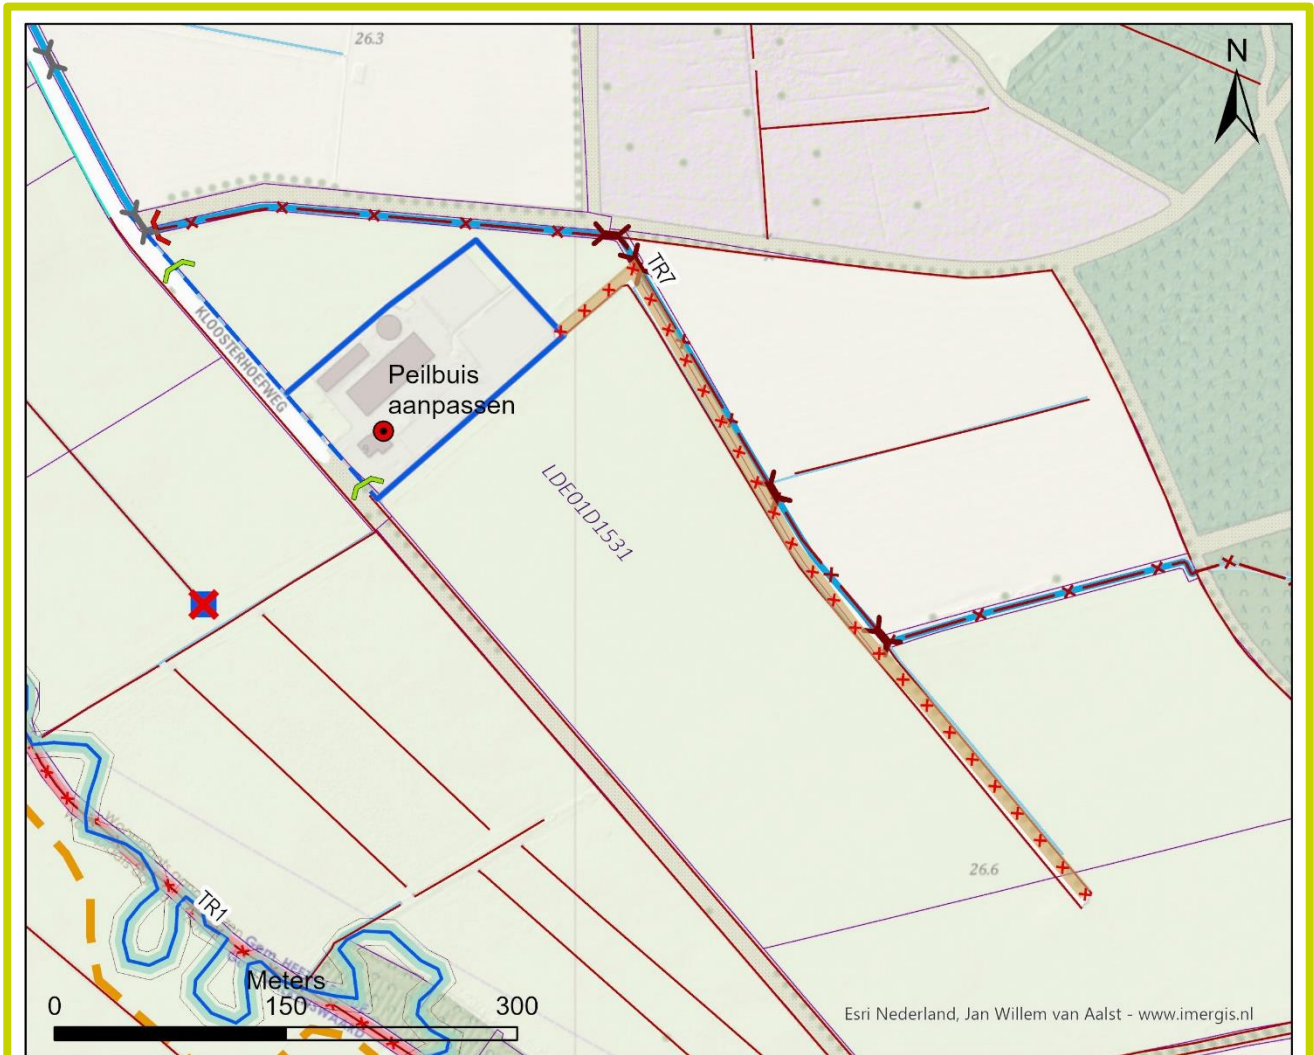 26.3
N
TR7
KLOOSTERHOEFWEG
Peilbuis
aanpassen
LDE01D1531
26.6
TR1
Meters
0 150 300
Esri Nederland, Jan Willem van Aalst - www.imergis.nl